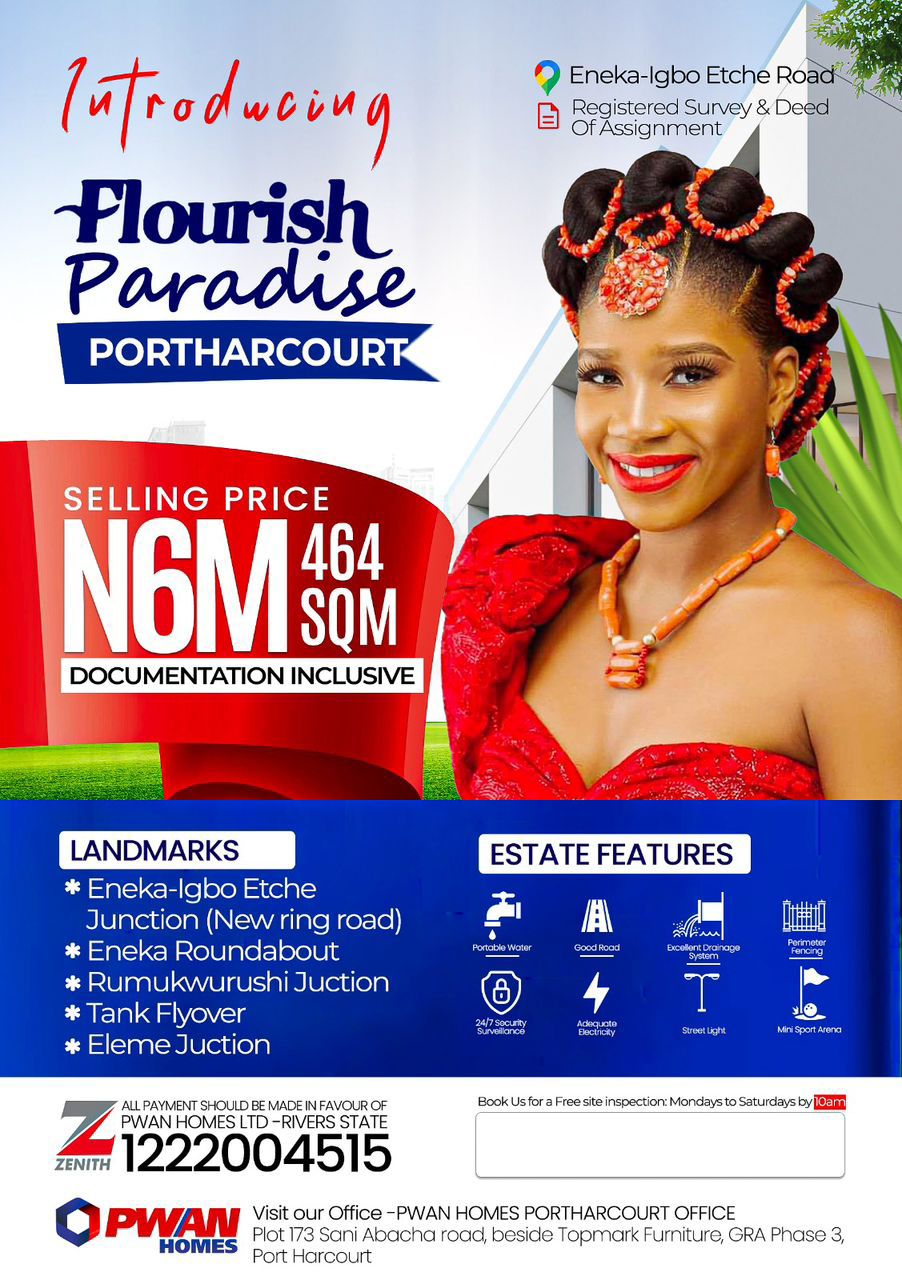 Introducing
Flourish
Paradise
PORTHARCOURT
Eneka-Igbo Etche Road
Registered Survey & Deed
Of Assignment
SELLING PRICE
N6M 464
SQM
DOCUMENTATION INCLUSIVE
LANDMARKS
* Eneka-Igbo Etche
Junction (New ring road)
* Eneka Roundabout
* Rumukwurushi Juction
* Tank Flyover
* Eleme Juction
ESTATE FEATURES
Portable Water
Good Road
Excellent Drainage
System
Perimeter
Fencing
24/7 Security
Surveillance
Adequate
Electricity
Street Light
Mini Sport Arena
ZENITH
ALL PAYMENT SHOULD BE MADE IN FAVOUR OF
PWAN HOMES LTD -RIVERS STATE
1222004515
Book Us for a Free site inspection: Mondays to Saturdays by 10am
PWAN
HOMES
Visit our Office -PWAN HOMES PORTHARCOURT OFFICE
Plot 173 Sani Abacha road, beside Topmark Furniture, GRA Phase 3,
Port Harcourt